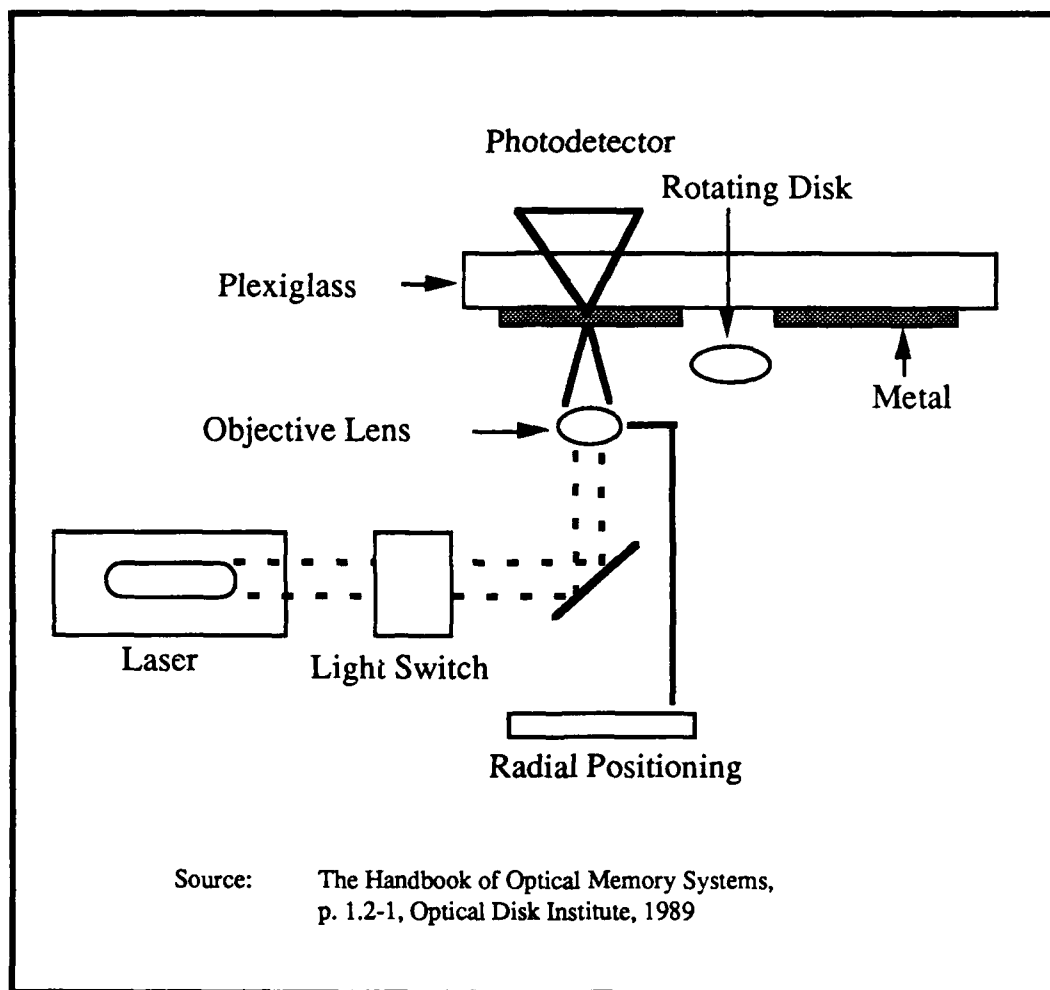 Photodetector
Rotating Disk
Plexiglass
Metal
Objective Lens
Laser
Light Switch
Radial Positioning
Source: The Handbook of Optical Memory Systems,
p. 1.2-1, Optical Disk Institute, 1989